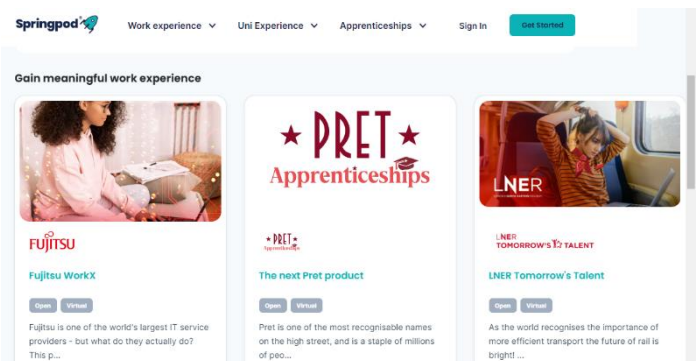 Springpod
Work experience
Uni Experience
Apprenticeships
Sign In
Get Started
Gain meaningful work experience
LNER
PRET
Apprenticeships
FUJITSU
Fujitsu WorkX
Open
Virtual
Fujitsu is one of the world's largest IT service
providers - but what do they actually do?
This p...
PRET
Apprenticeships
The next Pret product
Open
Virtual
Pret is one of the most recognisable names
on the high street, and is a staple of millions
of peo...
LNER
TOMORROW'S TALENT
LNER Tomorrow's Talent
Open
Virtual
As the world recognises the importance of
more efficient transport the future of rail is
bright! ...